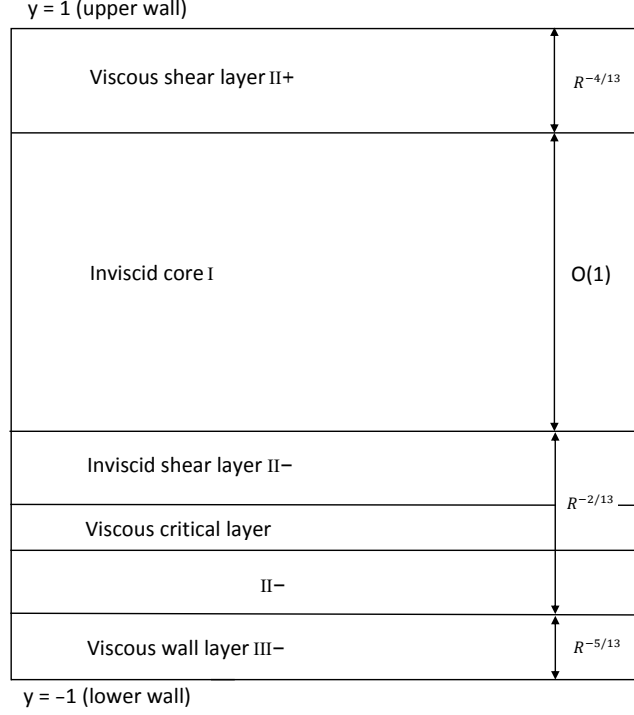 y = 1 (upper wall)
Viscous shear layer II+
R^{-4/13}
Inviscid core I
O(1)
Inviscid shear layer II−
R^{-2/13}
Viscous critical layer
II−
Viscous wall layer III−
R^{-5/13}
y = −1 (lower wall)